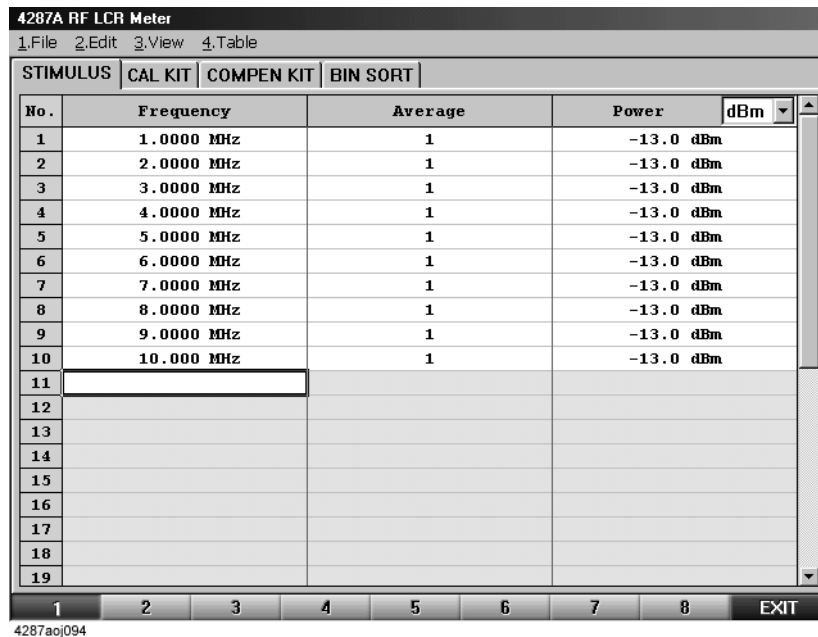 4287A RF LCR Meter
1.File 2.Edit 3.View 4.Table
STIMULUS CAL KIT COMPEN KIT BIN SORT
No. Frequency Average Power dBm
1 1.0000 MHz 1 -13.0 dBm
2 2.0000 MHz 1 -13.0 dBm
3 3.0000 MHz 1 -13.0 dBm
4 4.0000 MHz 1 -13.0 dBm
5 5.0000 MHz 1 -13.0 dBm
6 6.0000 MHz 1 -13.0 dBm
7 7.0000 MHz 1 -13.0 dBm
8 8.0000 MHz 1 -13.0 dBm
9 9.0000 MHz 1 -13.0 dBm
10 10.000 MHz 1 -13.0 dBm
11
12
13
14
15
16
17
18
19
1 2 3 4 5 6 7 8 EXIT
4287aoj094